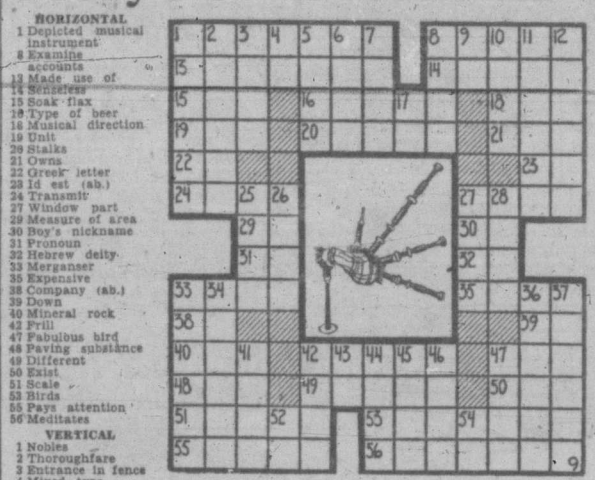 HORIZONTAL
1 Depicted musical
instrument
8 Examine
accounts
13 Made use of
14 Senseless
15 Soak flax
16 Type of beer
18 Musical direction
19 Unit
20 Stalks
21 Owns
22 Greek letter
23 Id est (ab.)
24 Transmit
27 Window part
29 Measure of area
30 Boy's nickname
31 Pronoun
32 Hebrew deity
33 Merganser
35 Expensive
38 Company (ab.)
39 Down
40 Mineral rock
42 Frill
47 Fabulous bird
48 Paving substance
49 Different
50 Exist
51 Scale
53 Birds
55 Pays attention
56 Meditates
VERTICAL
1 Nobles
2 Thoroughfare
3 Entrance in fence
1 2 3 4 5 6 7 8 9 10 11 12
13 14
15 16 17 18
19 20 21
22 23
24 25 26 27 28
29 30
31 32
33 34 35 36 37
38 39
40 41 42 43 44 45 46 47
48 49 50
51 52 53 54
55 56 9